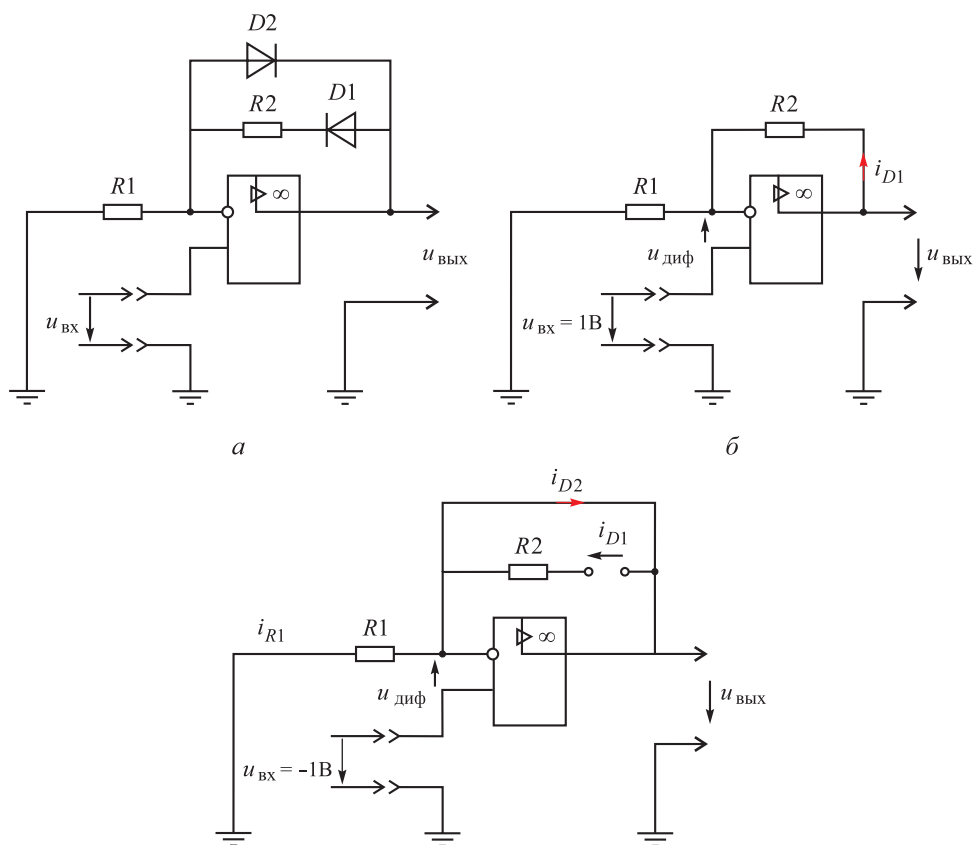 D2
R2 D1
R1 ∞
u вых
u вх
а
R2
i D1
R1 ∞
u диф
u вых
u вх = 1В
б
i D2
i D1
R2
i R1 R1 ∞
u диф
u вых
u вх = -1В